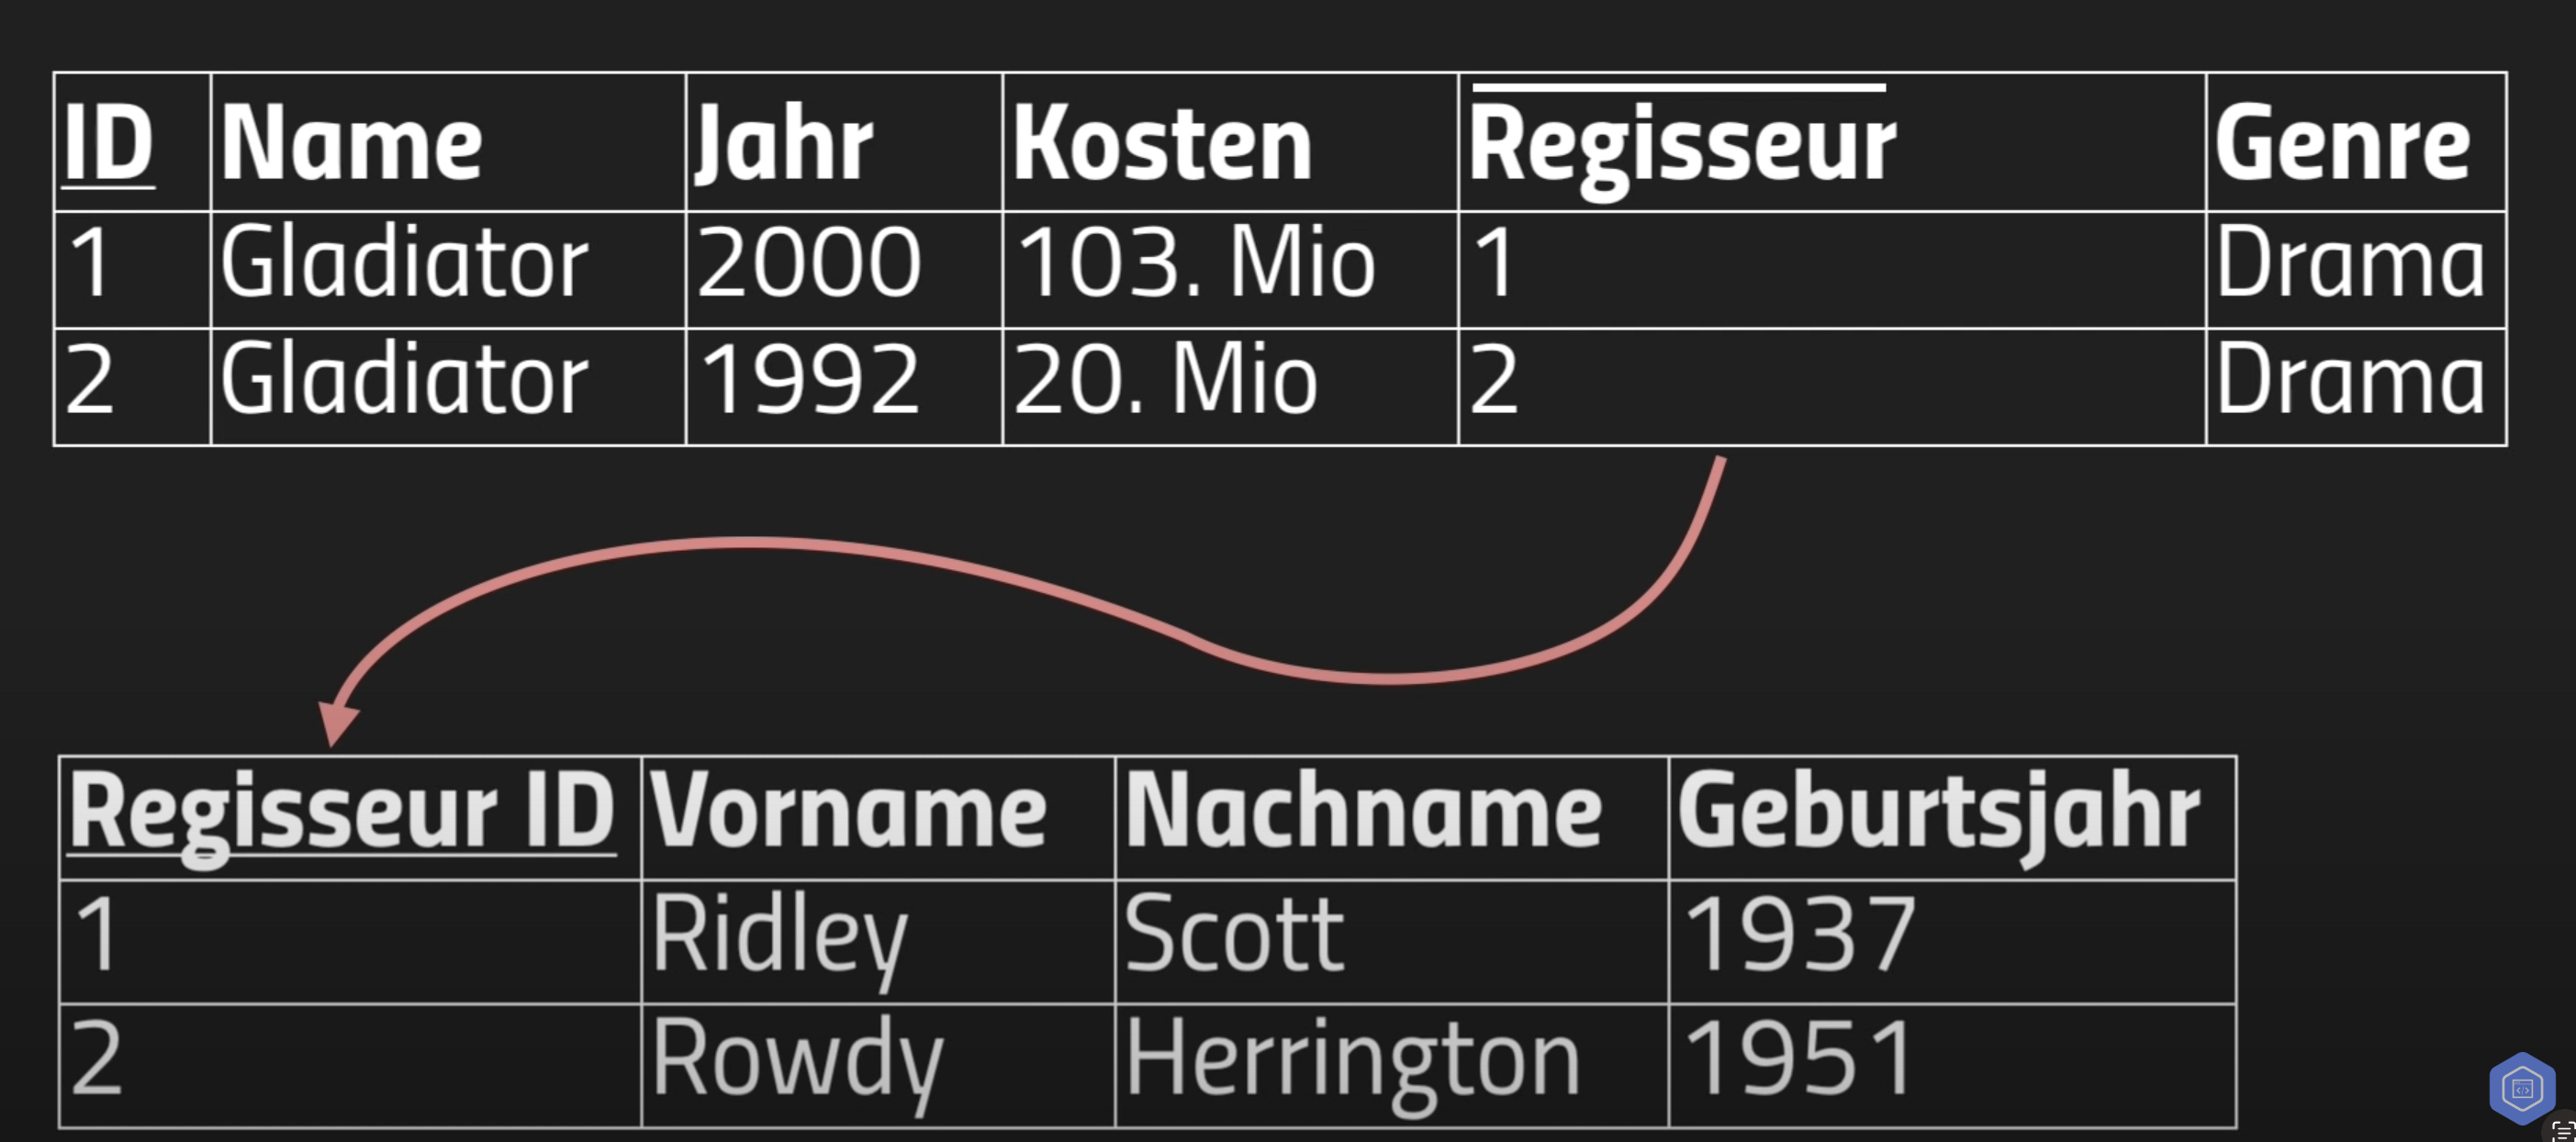 ID Name Jahr Kosten Regisseur Genre
1 Gladiator 2000 103. Mio 1 Drama
2 Gladiator 1992 20. Mio 2 Drama
Regisseur ID Vorname Nachname Geburtsjahr
1 Ridley Scott 1937
2 Rowdy Herrington 1951